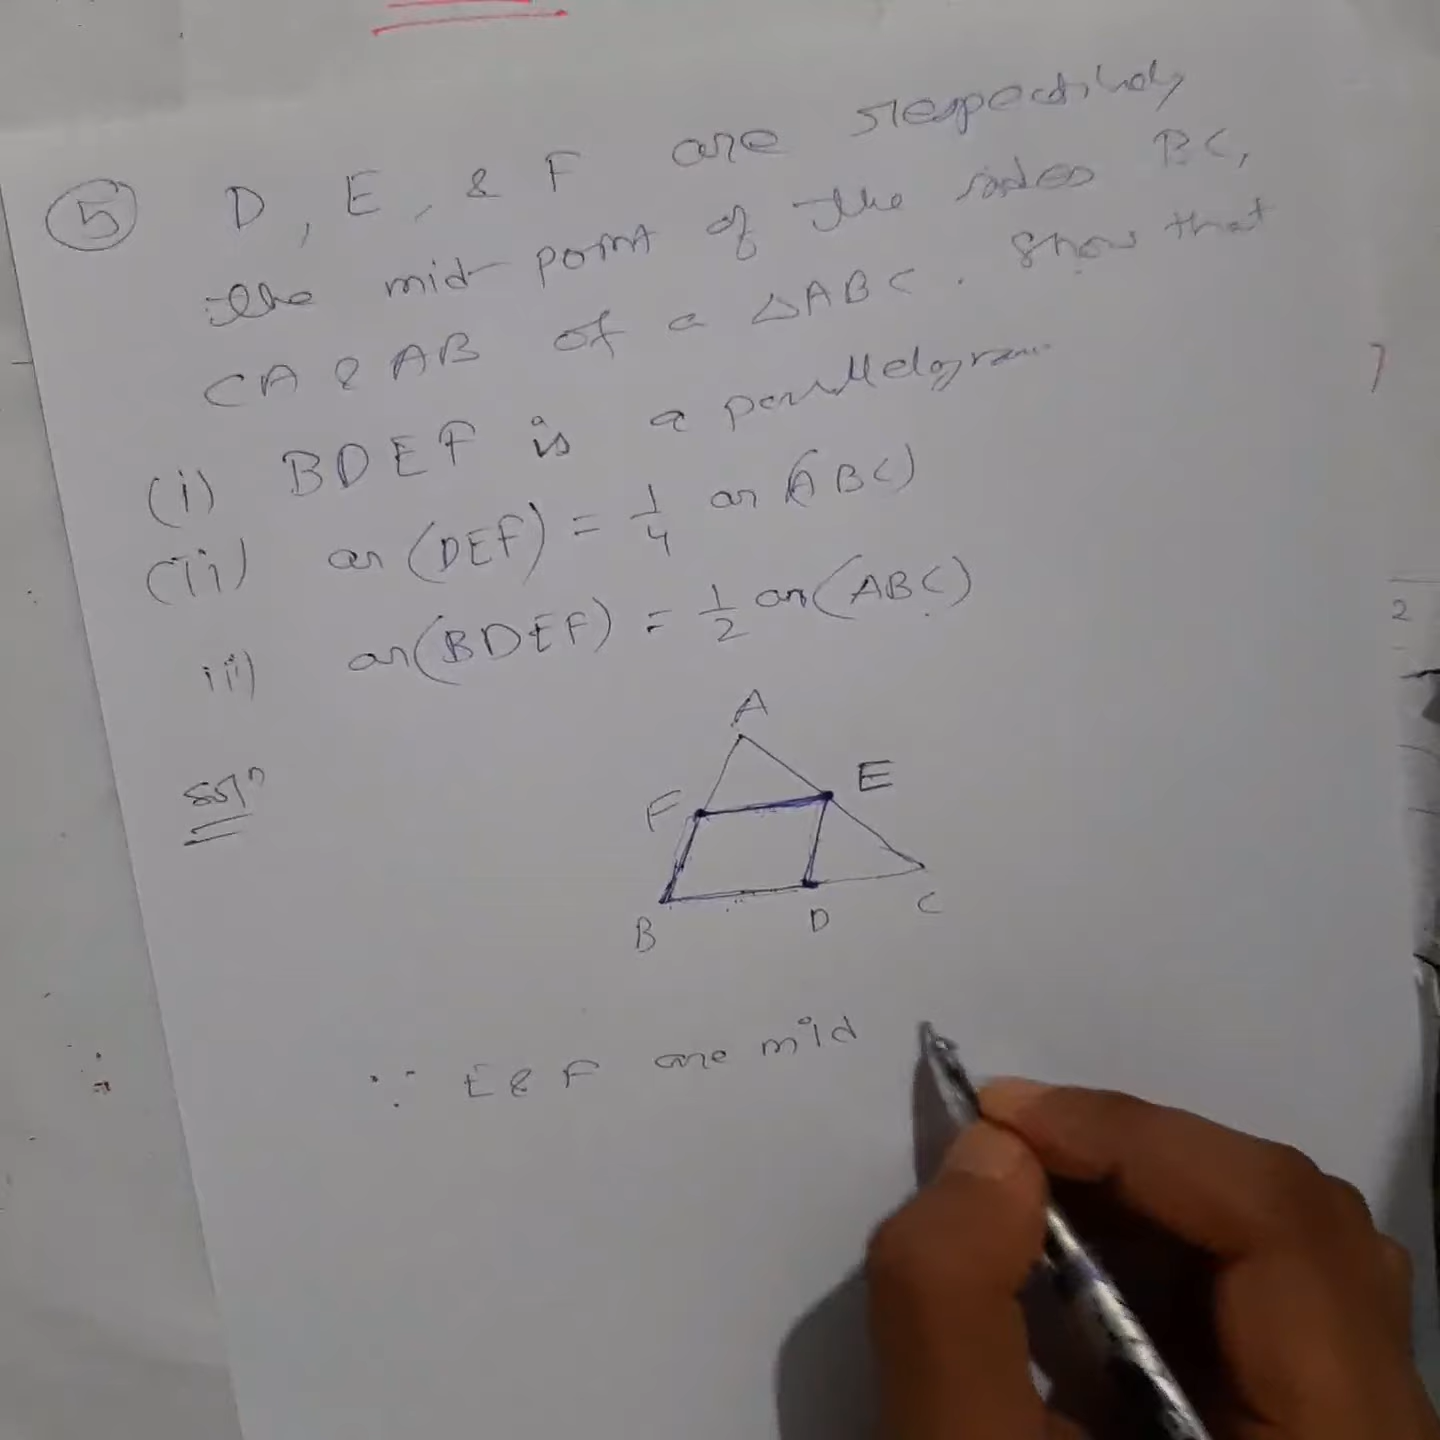 5 D, E, & F are respectively
the mid-point of the sides BC,
CA & AB of a △ABC. Show that
(i) BDEF is a parallelogram
(ii) ar(DEF) = 1/4 ar(ABC)
iii) ar(BDEF) = 1/2 ar(ABC)
A
Solⁿ
F E
B D C
∵ E & F are mid
2